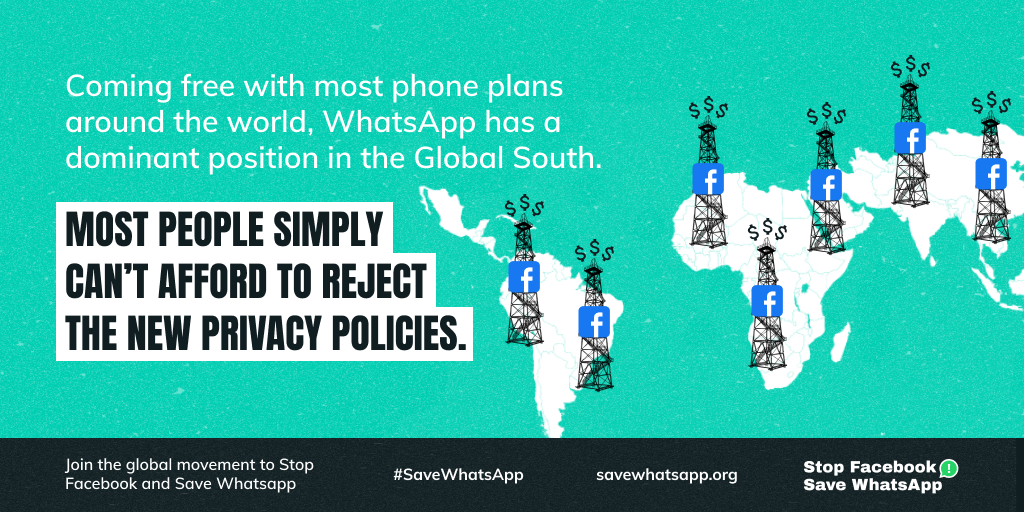 Coming free with most phone plans
around the world, WhatsApp has a
dominant position in the Global South.
MOST PEOPLE SIMPLY
CAN'T AFFORD TO REJECT
THE NEW PRIVACY POLICIES.
$ $ $
$ $ $
$ $ $
$ $ $
$ $ $
$ $ $
$ $ $
Join the global movement to Stop
Facebook and Save Whatsapp
#SaveWhatsApp
savewhatsapp.org
Stop Facebook
Save WhatsApp